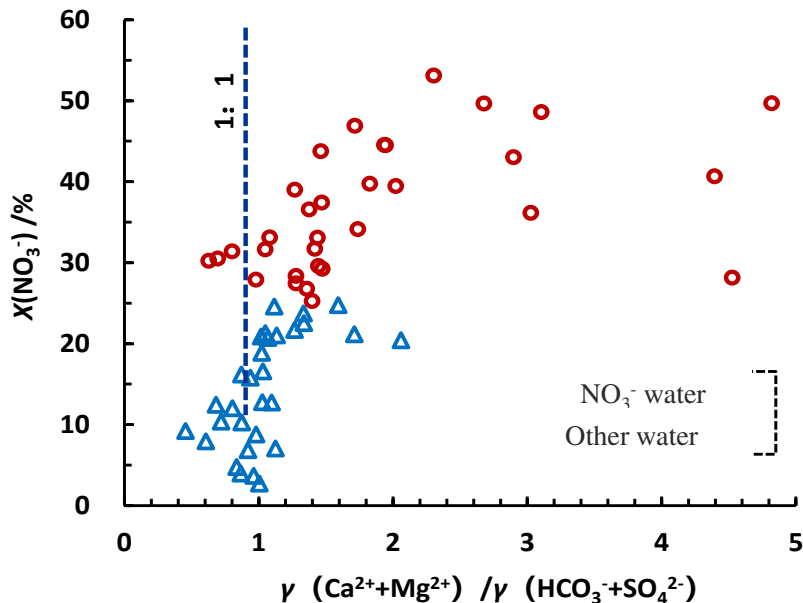 60
50
40
30
20
10
0
X(NO₃⁻) /%
1: 1
NO₃⁻ water
Other water
0 1 2 3 4 5
γ (Ca²⁺+Mg²⁺) /γ (HCO₃⁻+SO₄²⁻)